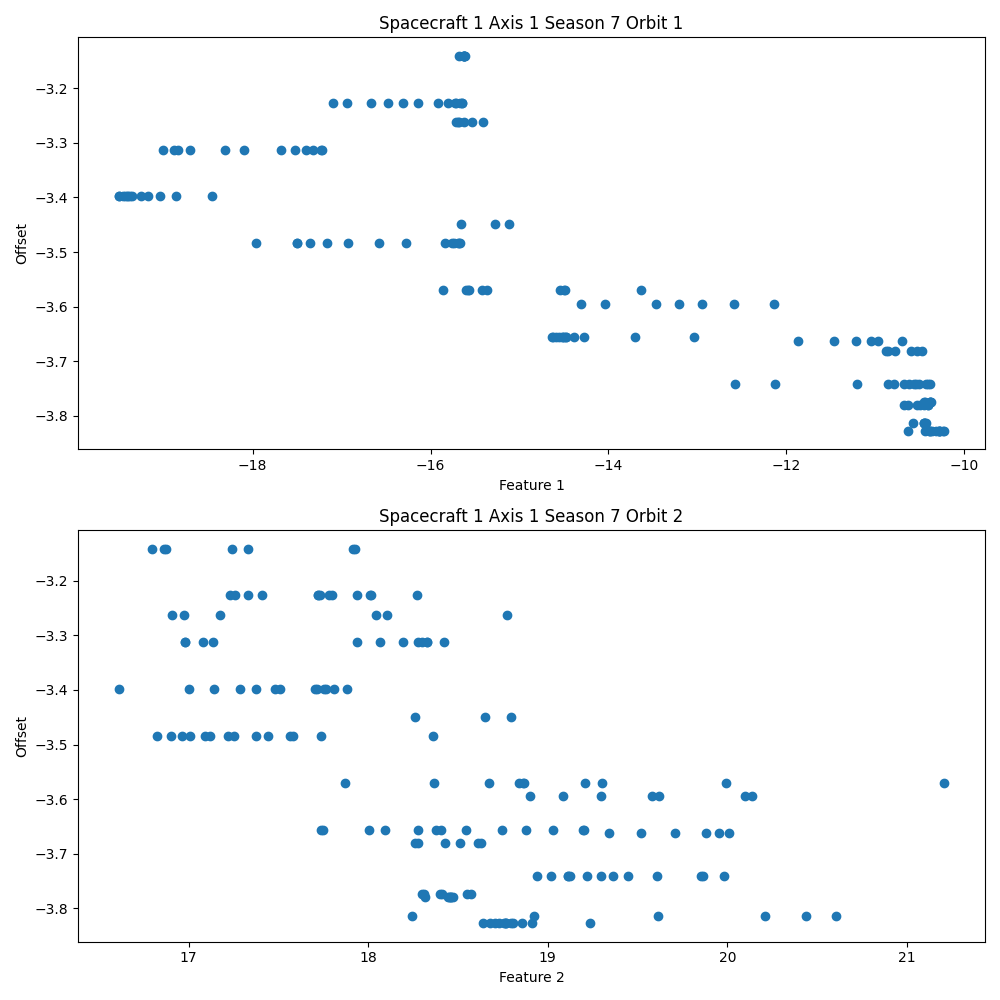 Spacecraft 1 Axis 1 Season 7 Orbit 1
−3.2
−3.3
−3.4
−3.5
−3.6
−3.7
−3.8
Offset
−18 −16 −14 −12 −10
Feature 1
Spacecraft 1 Axis 1 Season 7 Orbit 2
−3.2
−3.3
−3.4
−3.5
−3.6
−3.7
−3.8
Offset
17 18 19 20 21
Feature 2